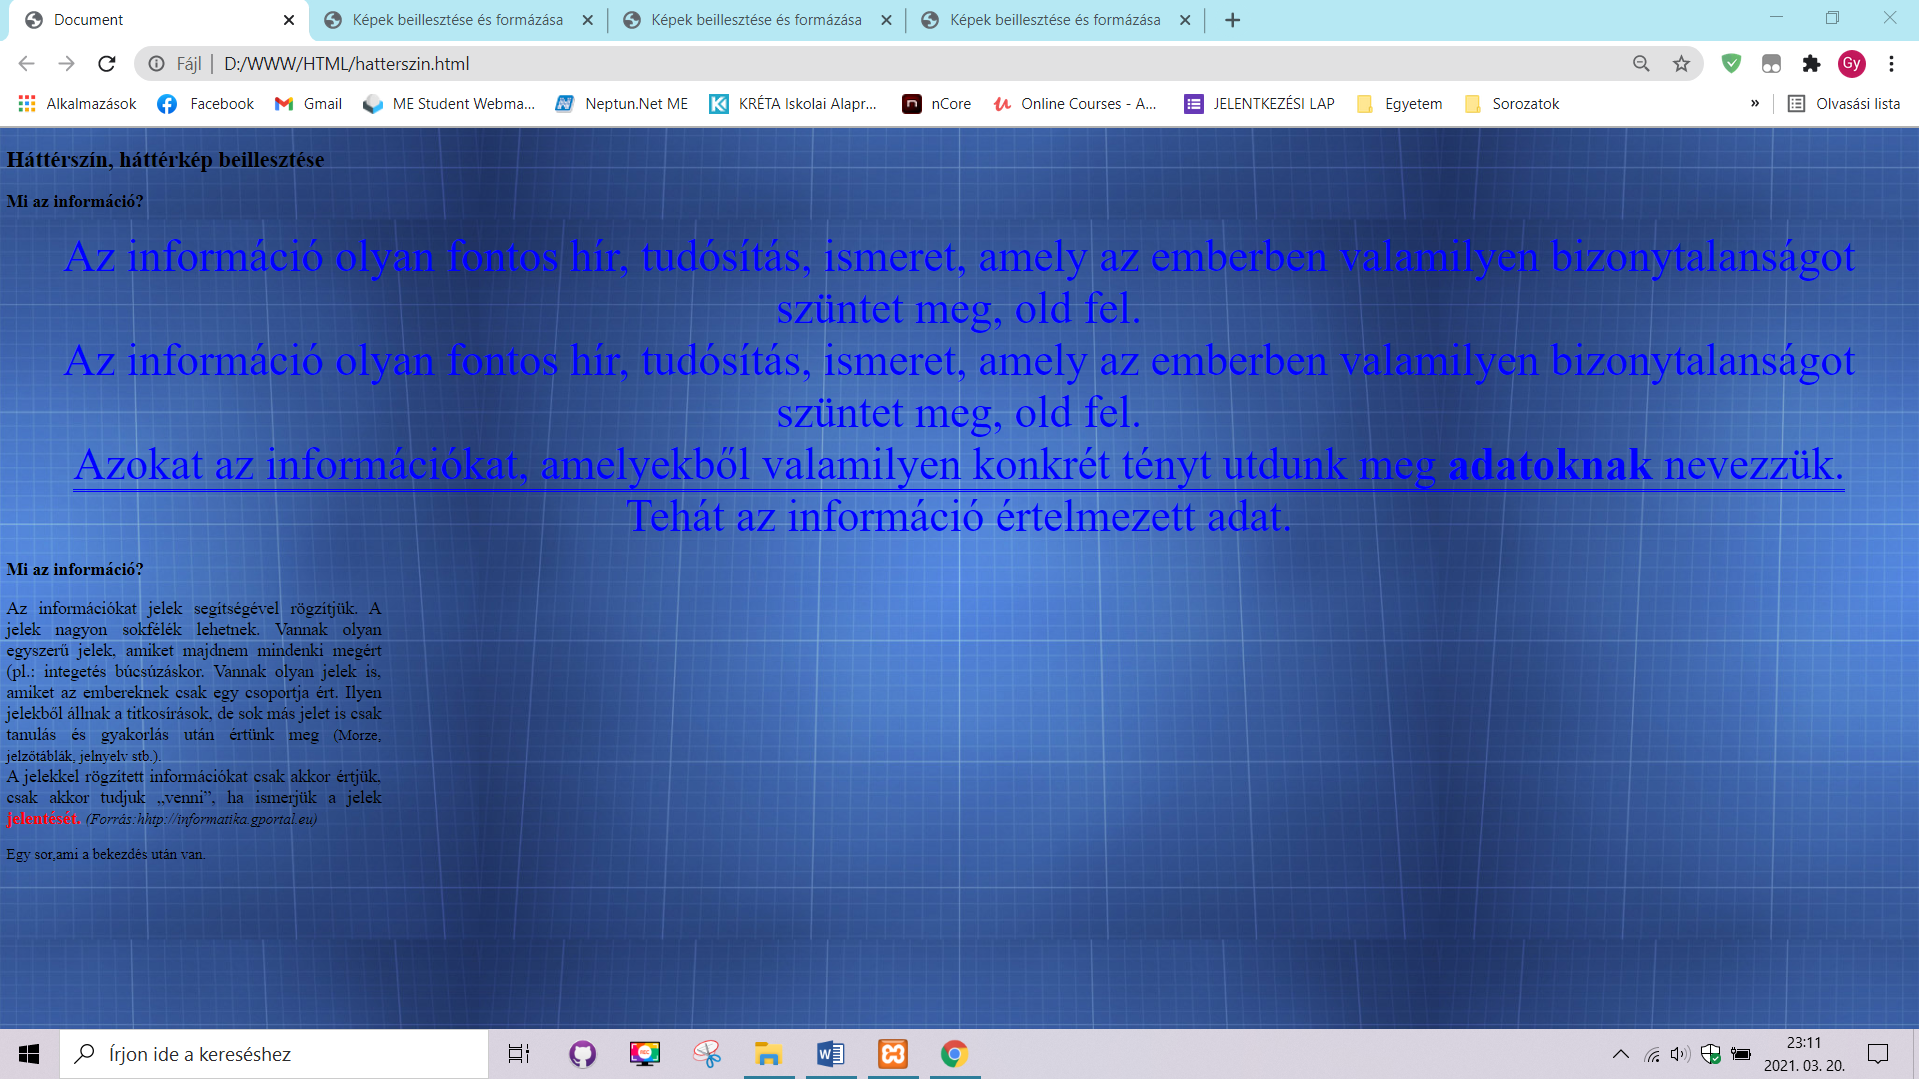 Document
Képek beillesztése és formázása
Képek beillesztése és formázása
Képek beillesztése és formázása
Fájl | D:/WWW/HTML/hatterszin.html
Gy
Alkalmazások Facebook Gmail ME Student Webma... Neptun.Net ME KRÉTA Iskolai Alapr... nCore Online Courses - A... JELENTKEZÉSI LAP Egyetem Sorozatok » Olvasási lista
Háttérszín, háttérkép beillesztése
Mi az információ?
Az információ olyan fontos hír, tudósítás, ismeret, amely az emberben valamilyen bizonytalanságot
szüntet meg, old fel.
Az információ olyan fontos hír, tudósítás, ismeret, amely az emberben valamilyen bizonytalanságot
szüntet meg, old fel.
Azokat az információkat, amelyekből valamilyen konkrét tényt utdunk meg adatoknak nevezzük.
Tehát az információ értelmezett adat.
Mi az információ?
Az információkat jelek segítségével rögzítjük. A
jelek nagyon sokfélék lehetnek. Vannak olyan
egyszerű jelek, amiket majdnem mindenki megért
(pl.: integetés búcsúzáskor. Vannak olyan jelek is,
amiket az embereknek csak egy csoportja ért. Ilyen
jelekből állnak a titkosírások, de sok más jelet is csak
tanulás és gyakorlás után értünk meg (Morze,
jelzőtáblák, jelnyelv stb.).
A jelekkel rögzített információkat csak akkor értjük,
csak akkor tudjuk „venni”, ha ismerjük a jelek
jelentését. (Forrás:hhtp://informatika.gportal.eu)
Egy sor,ami a bekezdés után van.
Írjon ide a kereséshez
23:11
2021. 03. 20.